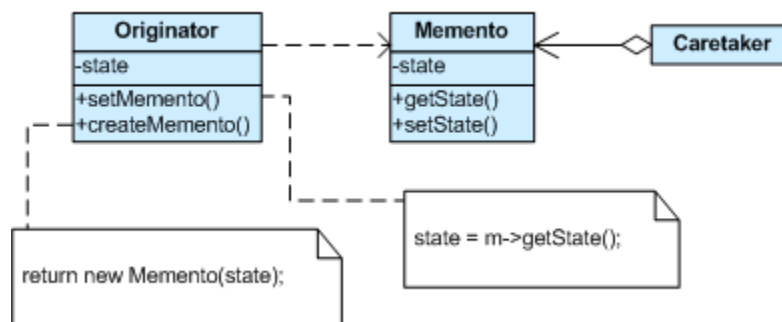 Originator
-state
+setMemento()
+createMemento()
Memento
-state
+getState()
+setState()
Caretaker
state = m->getState();
return new Memento(state);